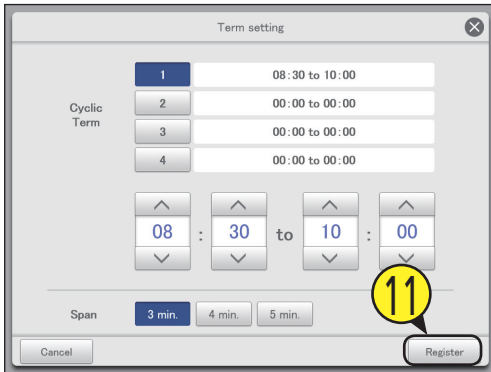 Term setting
1 08:30 to 10:00
Cyclic Term
2 00:00 to 00:00
3 00:00 to 00:00
4 00:00 to 00:00
08 : 30 to 10 : 00
11
Span 3 min. 4 min. 5 min.
Cancel Register